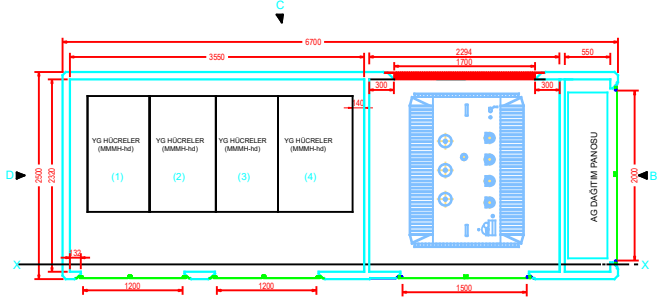 C
6700
3550
2294
550
1700
300
300
140
YG HÜCRELER
(MMMH-hd)
(1)
YG HÜCRELER
(MMMH-hd)
(2)
YG HÜCRELER
(MMMH-hd)
(3)
YG HÜCRELER
(MMMH-hd)
(4)
AG DAĞITIM PANOSU
D
B
2500
2320
2000
132
X
X
1200
1200
1500